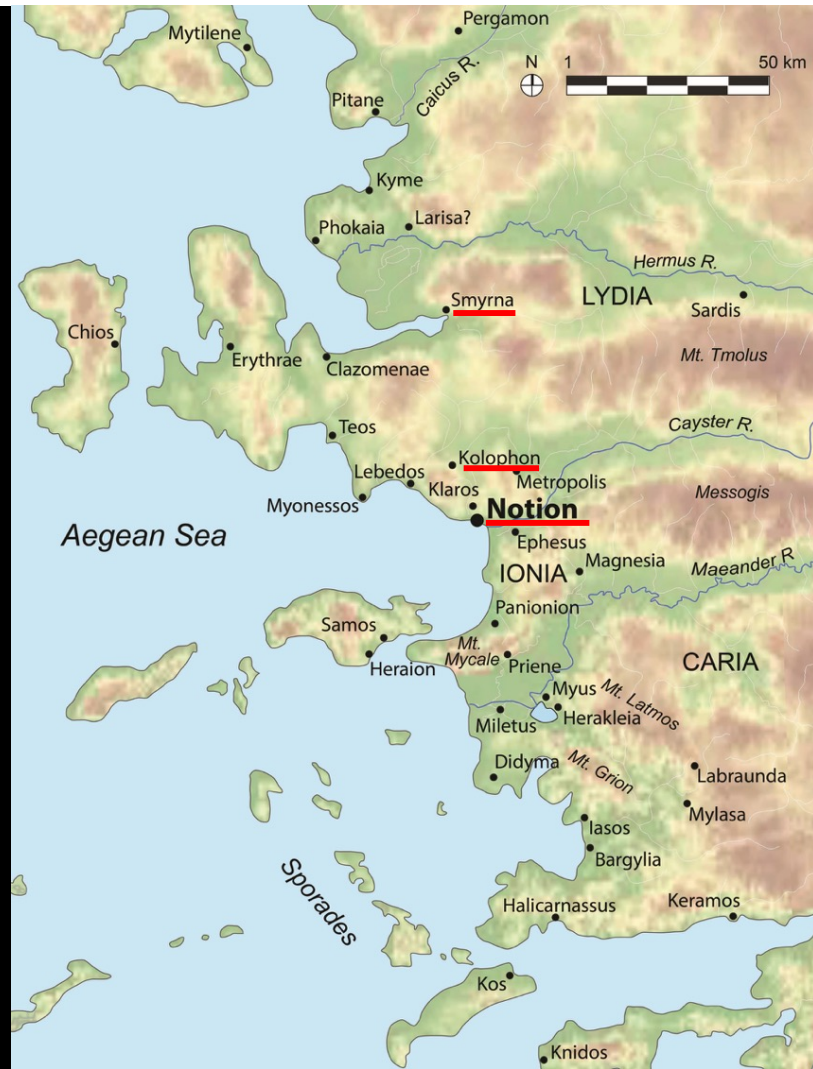 Pergamon
Mytilene
N
1
50 km
Caicus R.
Pitane
Kyme
Larisa?
Phokaia
Hermus R.
Smyrna
LYDIA
Sardis
Chios
Erythrae
Clazomenae
Mt. Tmolus
Teos
Cayster R.
Kolophon
Lebedos
Metropolis
Klaros
Myonessos
Messogis
Notion
Aegean Sea
Ephesus
Magnesia
Maeander R
IONIA
Panionion
Samos
Mt.
Mycale
Heraion
Priene
CARIA
Myus
Mt. Latmos
Herakleia
Miletus
Didyma
Mt. Grion
Labraunda
Mylasa
Iasos
Bargylia
Sporades
Halicarnassus
Keramos
Kos
Knidos